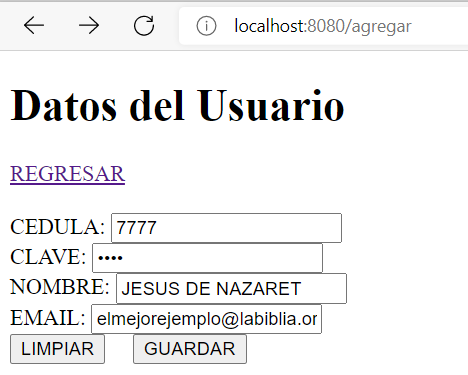 localhost:8080/agregar
Datos del Usuario
REGRESAR
CEDULA: 7777
CLAVE: ••••
NOMBRE: JESUS DE NAZARET
EMAIL: elmejorejemplo@labiblia.or
LIMPIAR GUARDAR